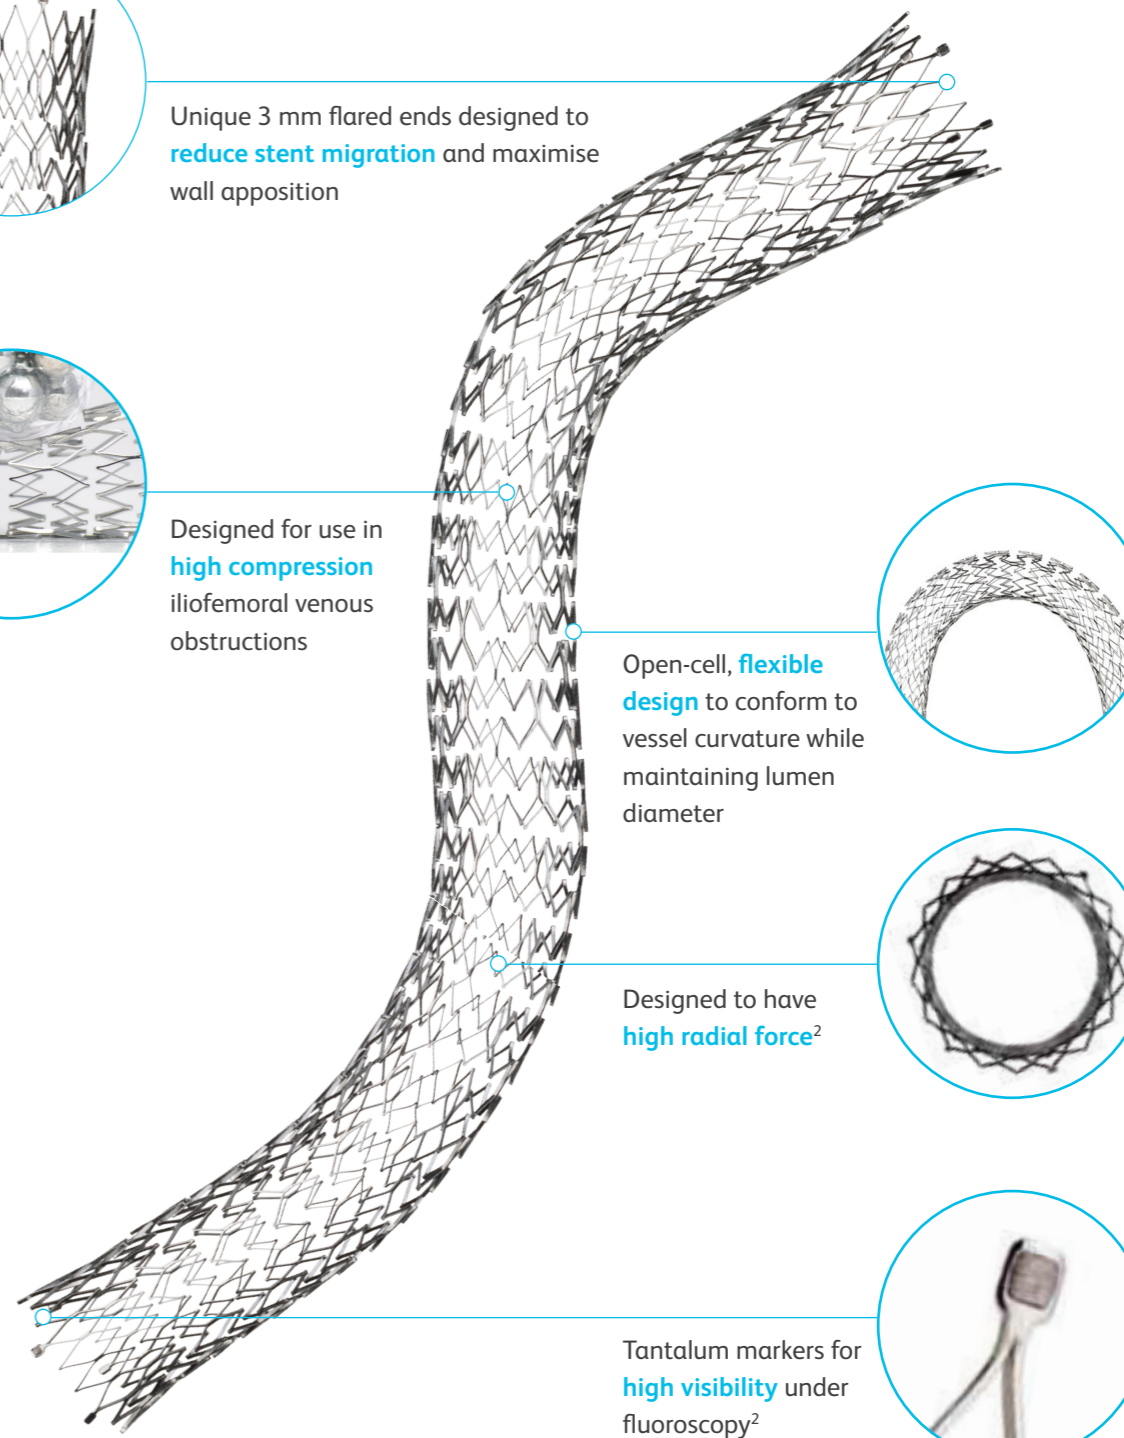 Unique 3 mm flared ends designed to
reduce stent migration and maximise
wall apposition
Designed for use in
high compression
iliofemoral venous
obstructions
Open-cell, flexible
design to conform to
vessel curvature while
maintaining lumen
diameter
Designed to have
high radial force²
Tantalum markers for
high visibility under
fluoroscopy²